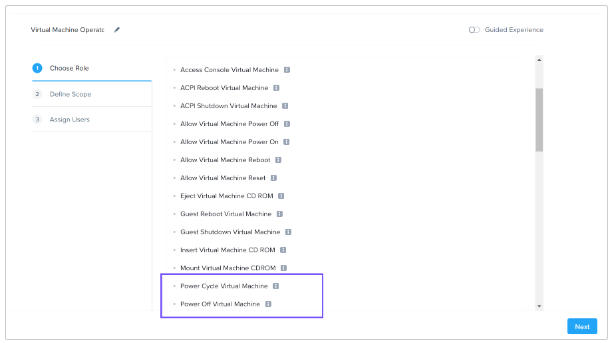 Virtual Machine Operatc
Guided Experience
1 Choose Role
2 Define Scope
3 Assign Users
Access Console Virtual Machine
ACPI Reboot Virtual Machine
ACPI Shutdown Virtual Machine
Allow Virtual Machine Power Off
Allow Virtual Machine Power On
Allow Virtual Machine Reboot
Allow Virtual Machine Reset
Eject Virtual Machine CD ROM
Guest Reboot Virtual Machine
Guest Shutdown Virtual Machine
Insert Virtual Machine CD ROM
Mount Virtual Machine CDROM
Power Cycle Virtual Machine
Power Off Virtual Machine
Next